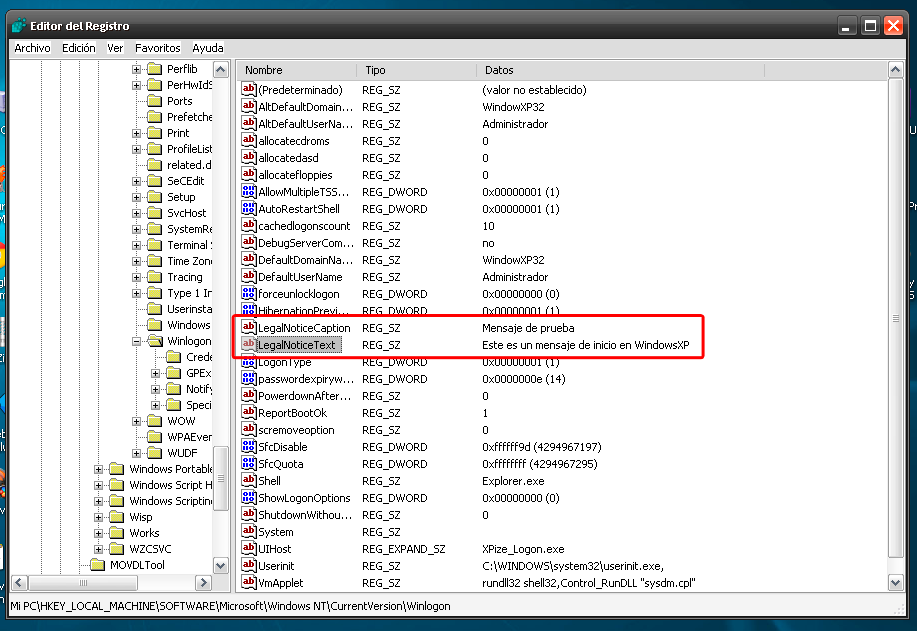 Editor del Registro
Archivo Edición Ver Favoritos Ayuda
Perflib
PerHwIdS
Ports
Prefetche
Print
ProfileList
related.d
SeCEdit
Setup
SvcHost
SystemRe
Terminal S
Time Zon
Tracing
Type 1 In
Userinsta
Windows
Winlogon
Crede
GPEx
Notify
Speci
WOW
WPAEver
WUDF
Windows Portable
Windows Script H
Windows Scripting
Wisp
Works
WZCSVC
MOVDLTool
Nombre Tipo Datos
(Predeterminado) REG_SZ (valor no establecido)
AltDefaultDomain... REG_SZ WindowXP32
AltDefaultUserNa... REG_SZ Administrador
allocatecdroms REG_SZ 0
allocatedasd REG_SZ 0
allocatefloppies REG_SZ 0
AllowMultipleTSS... REG_DWORD 0x00000001 (1)
AutoRestartShell REG_DWORD 0x00000001 (1)
cachedlogonscount REG_SZ 10
DebugServerCom... REG_SZ no
DefaultDomainNa... REG_SZ WindowXP32
DefaultUserName REG_SZ Administrador
forceunlocklogon REG_DWORD 0x00000000 (0)
HibernationPrevi... REG_DWORD 0x00000001 (1)
LegalNoticeCaption REG_SZ Mensaje de prueba
LegalNoticeText REG_SZ Este es un mensaje de inicio en WindowsXP
LogonType REG_DWORD 0x00000001 (1)
passwordexpiryw... REG_DWORD 0x0000000e (14)
PowerdownAfter... REG_SZ 0
ReportBootOk REG_SZ 1
scremoveoption REG_SZ 0
SfcDisable REG_DWORD 0xffffff9d (4294967197)
SfcQuota REG_DWORD 0xffffffff (4294967295)
Shell REG_SZ Explorer.exe
ShowLogonOptions REG_DWORD 0x00000000 (0)
ShutdownWithou... REG_SZ 0
System REG_SZ
UIHost REG_EXPAND_SZ XPize_Logon.exe
Userinit REG_SZ C:\WINDOWS\system32\userinit.exe,
VmApplet REG_SZ rundll32 shell32,Control_RunDLL "sysdm.cpl"
Mi PC\HKEY_LOCAL_MACHINE\SOFTWARE\Microsoft\Windows NT\CurrentVersion\Winlogon